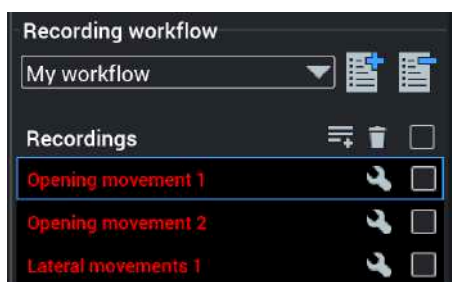 Recording workflow
My workflow
Recordings
Opening movement 1
Opening movement 2
Lateral movements 1